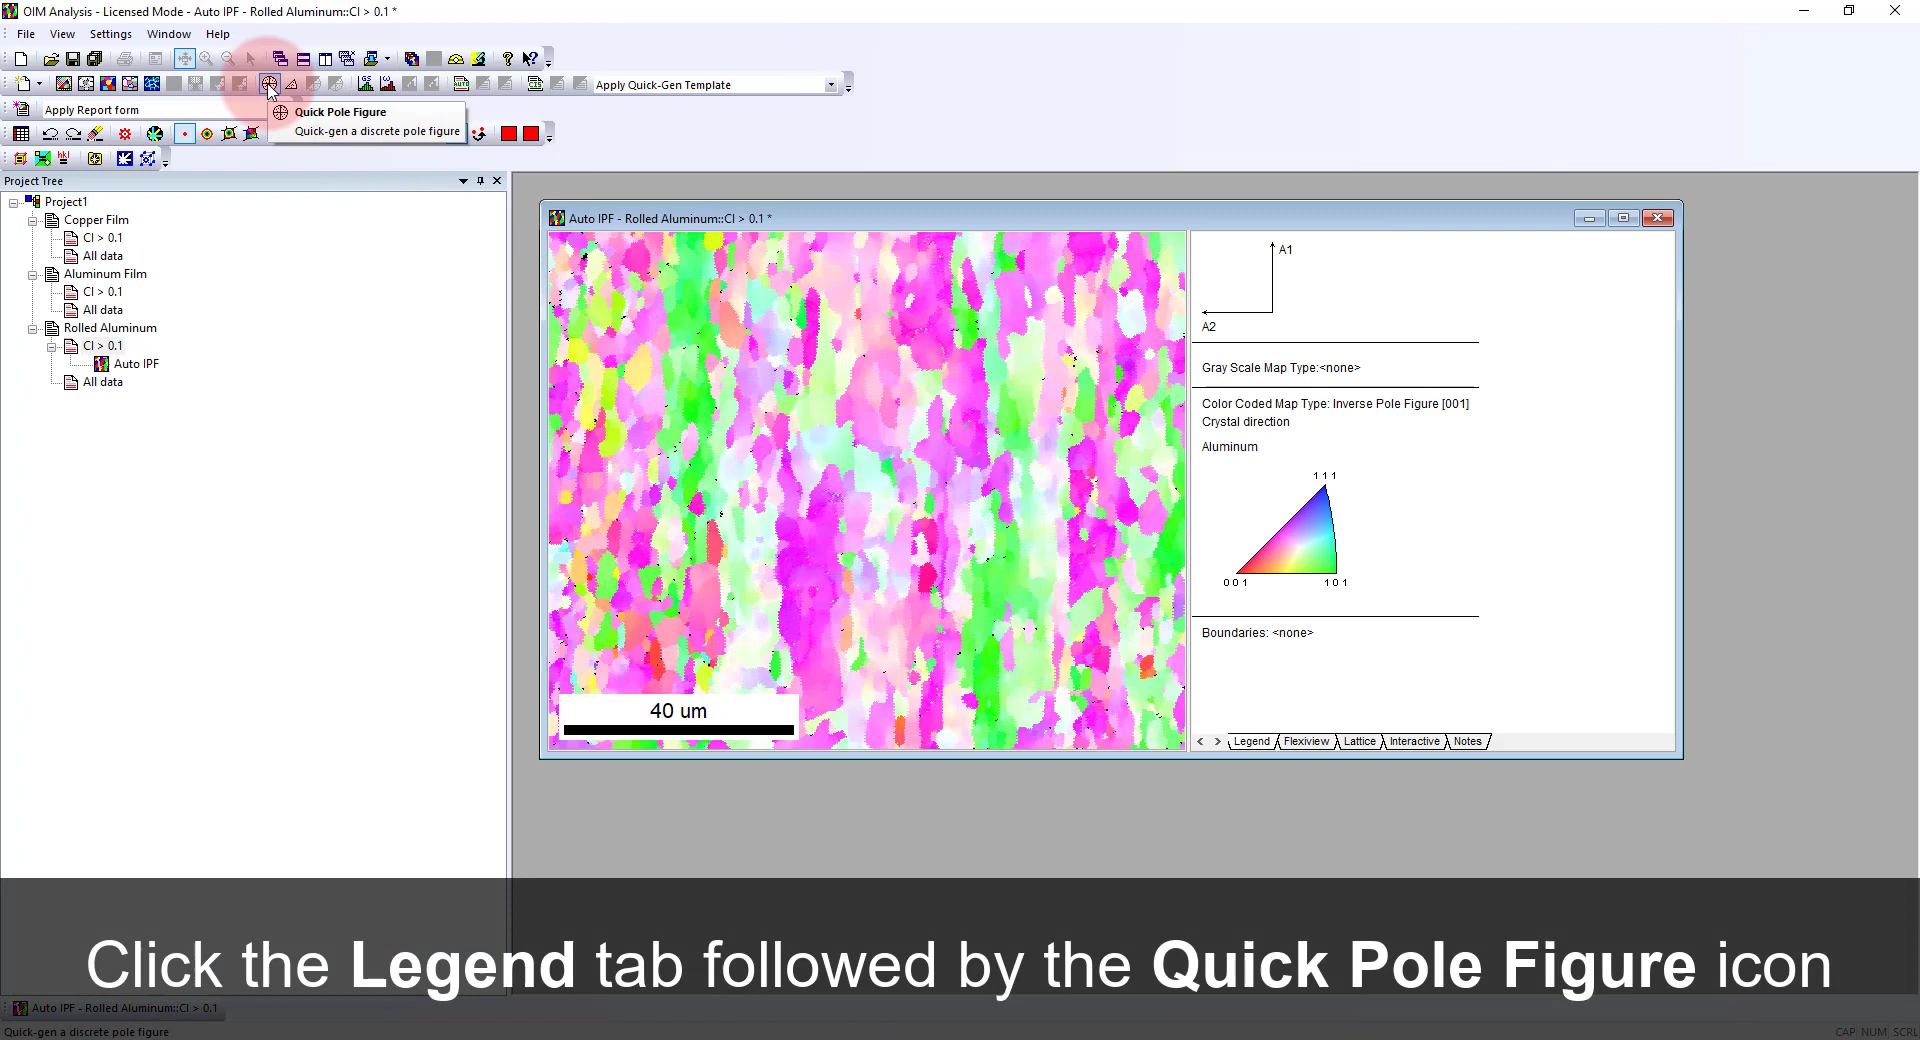 OIM Analysis - Licensed Mode - Auto IPF - Rolled Aluminum::CI > 0.1 *
File View Settings Window Help
Apply Quick-Gen Template
Apply Report form
Quick Pole Figure
Quick-gen a discrete pole figure
Project Tree
Project1
Copper Film
CI > 0.1
All data
Aluminum Film
CI > 0.1
All data
Rolled Aluminum
CI > 0.1
Auto IPF
All data
Auto IPF - Rolled Aluminum::CI > 0.1 *
40 um
A1
A2
Gray Scale Map Type:<none>
Color Coded Map Type: Inverse Pole Figure [001]
Crystal direction
Aluminum
1 1 1
0 0 1 1 0 1
Boundaries: <none>
Legend Flexiview Lattice Interactive Notes
Click the Legend tab followed by the Quick Pole Figure icon
Auto IPF - Rolled Aluminum::CI > 0.1
Quick-gen a discrete pole figure
CAP NUM SCRL